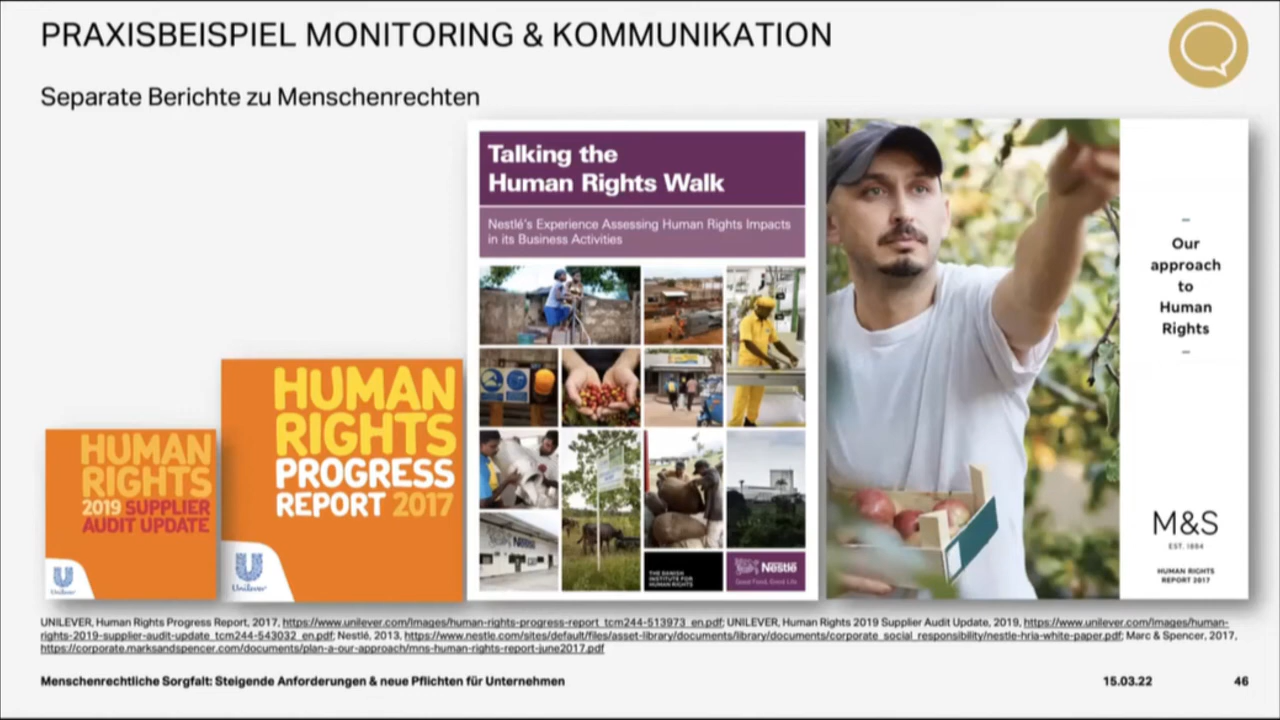 PRAXISBEISPIEL MONITORING & KOMMUNIKATION
Separate Berichte zu Menschenrechten
HUMAN
RIGHTS
2019 SUPPLIER
AUDIT UPDATE
Unilever
HUMAN
RIGHTS
PROGRESS
REPORT 2017
Unilever
Talking the
Human Rights Walk
Nestlé's Experience Assessing Human Rights Impacts
in its Business Activities
Nestlé
THE DANISH
INSTITUTE FOR
HUMAN RIGHTS
Nestlé
Good Food, Good Life
Our
approach
to
Human
Rights
M&S
EST. 1884
HUMAN RIGHTS
REPORT 2017
UNILEVER, Human Rights Progress Report, 2017, https://www.unilever.com/Images/human-rights-progress-report_tcm244-513973_en.pdf; UNILEVER, Human Rights 2019 Supplier Audit Update, 2019, https://www.unilever.com/Images/human-
rights-2019-supplier-audit-update_tcm244-543032_en.pdf; Nestlé, 2013, https://www.nestle.com/sites/default/files/asset-library/documents/library/documents/corporate_social_responsibility/nestle-hria-white-paper.pdf; Marc & Spencer, 2017,
https://corporate.marksandspencer.com/documents/plan-a-our-approach/mns-human-rights-report-june2017.pdf
Menschenrechtliche Sorgfalt: Steigende Anforderungen & neue Pflichten für Unternehmen
15.03.22
46